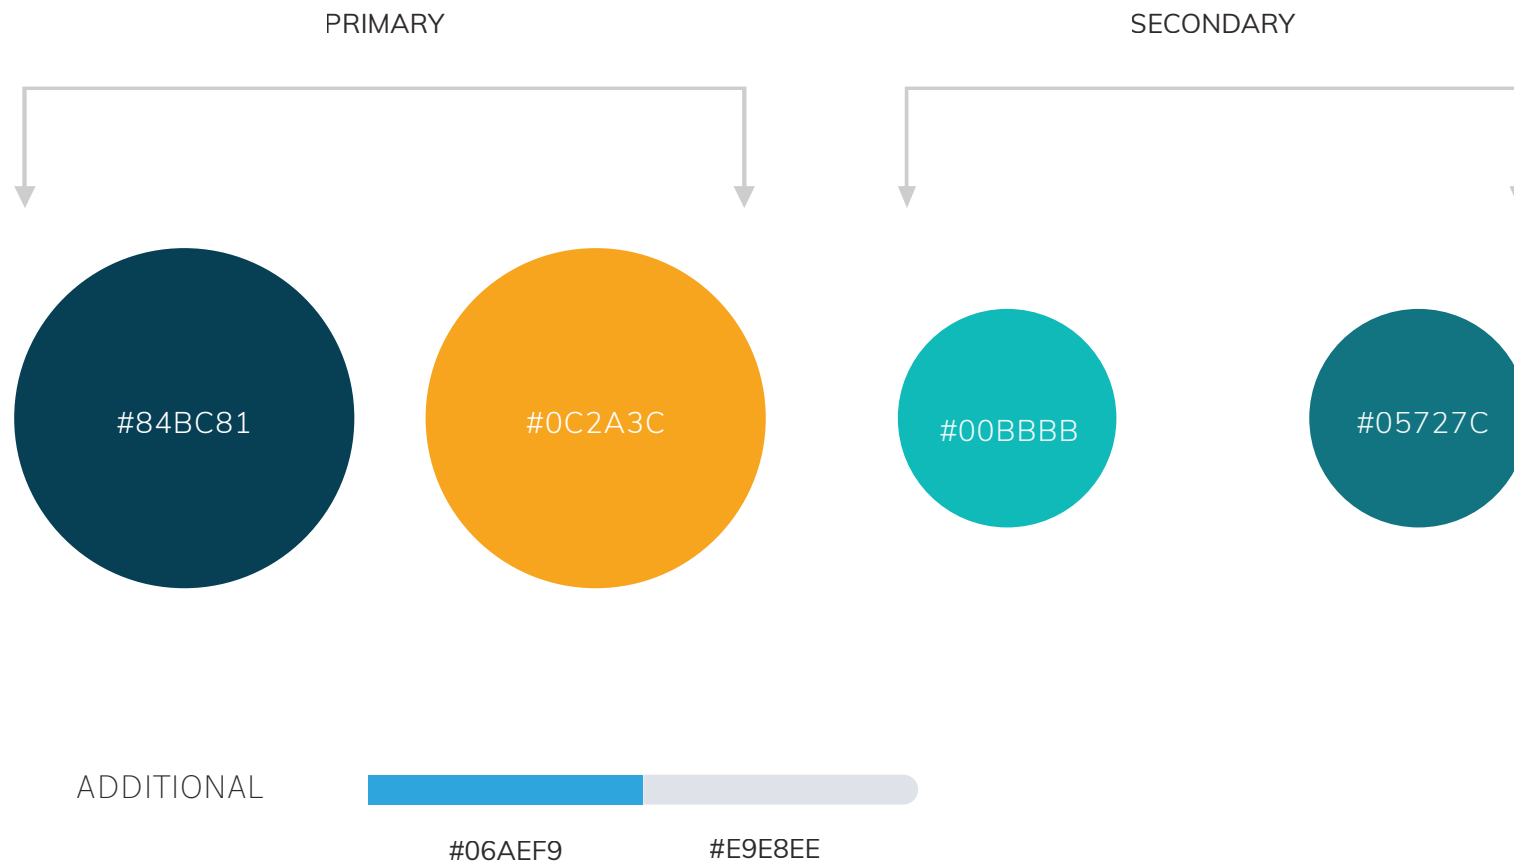 PRIMARY
SECONDARY
#84BC81
#0C2A3C
#00BBBB
#05727C
ADDITIONAL
#06AEF9
#E9E8EE